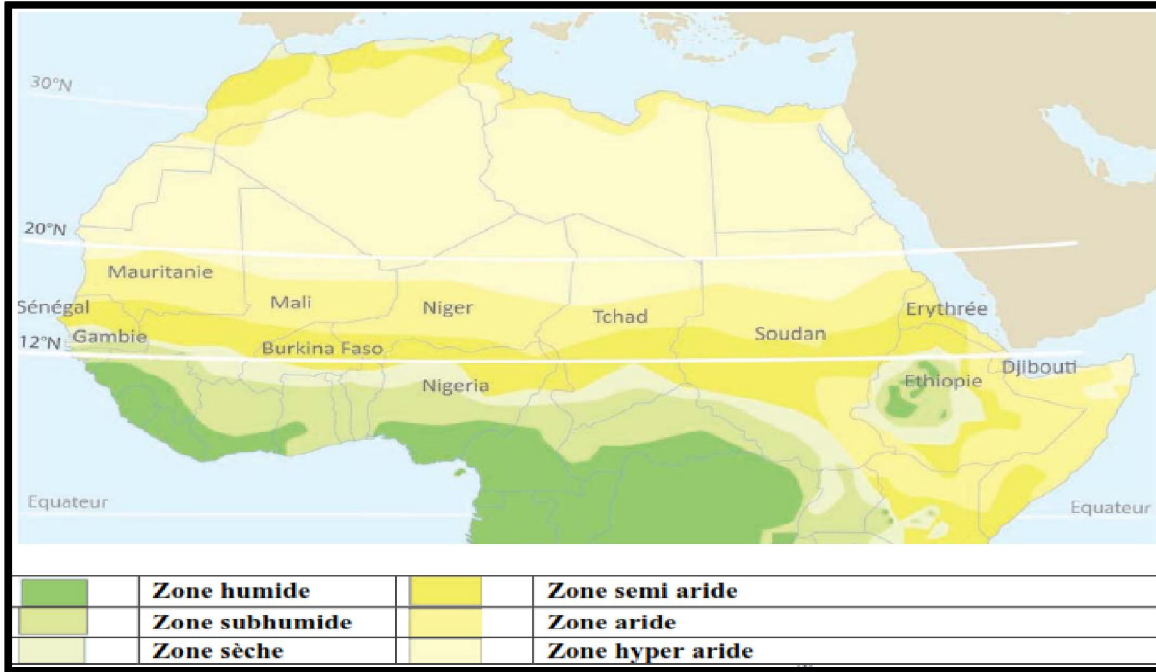 30°N
20°N
Mauritanie
Mali
Niger
Tchad
Soudan
Erythrée
Sénégal
Gambie
12°N
Burkina Faso
Nigeria
Ethiopie
Djibouti
Equateur
Equateur
Zone humide Zone semi aride
Zone subhumide Zone aride
Zone sèche Zone hyper aride